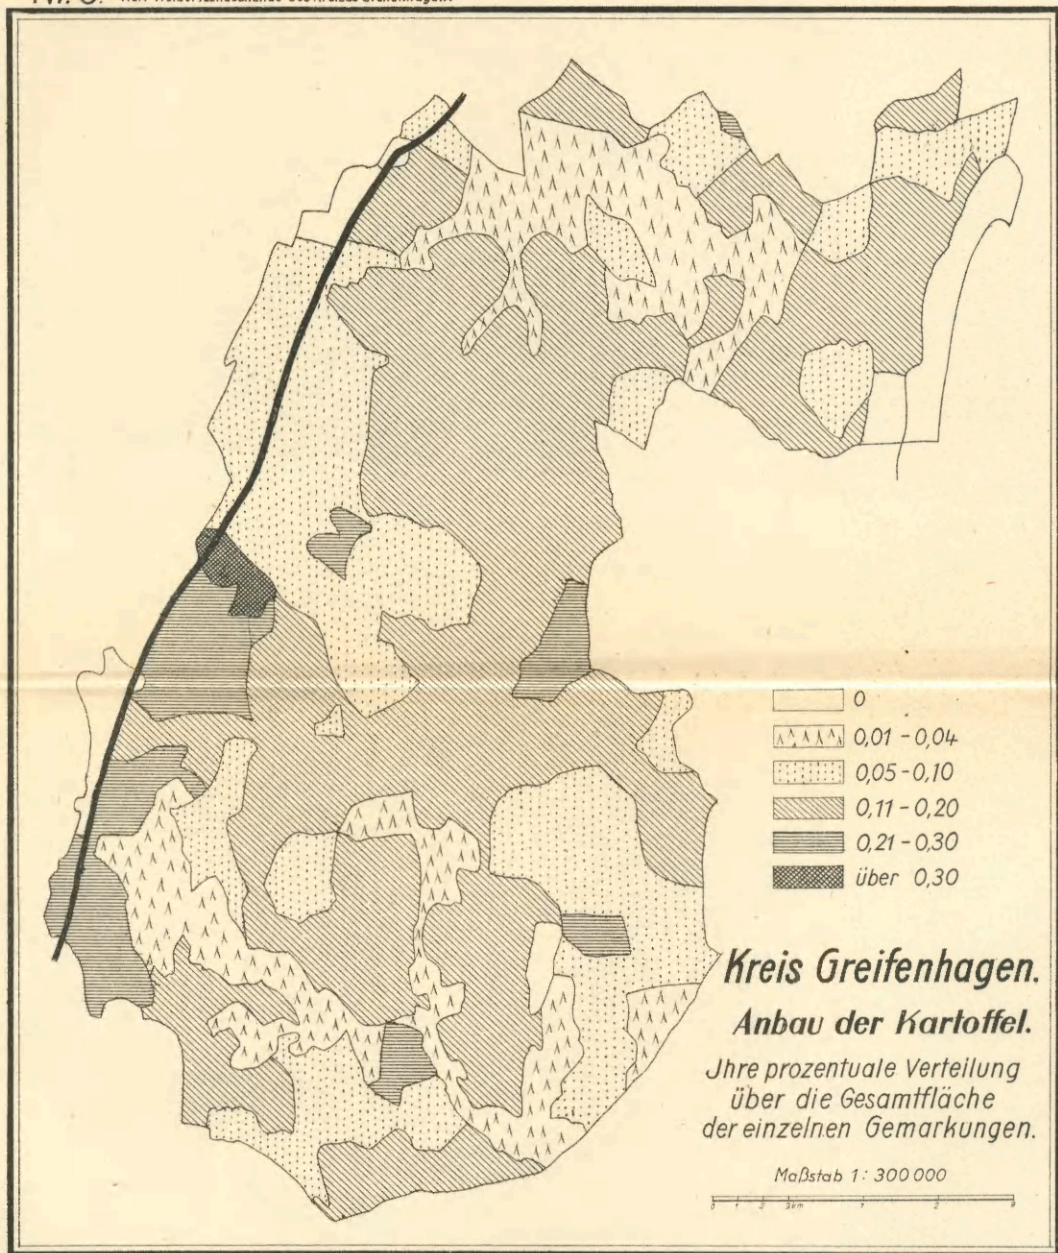 0
0,01 - 0,04
0,05 - 0,10
0,11 - 0,20
0,21 - 0,30
über 0,30
Kreis Greifenhagen.
Anbau der Kartoffel.
Jhre prozentuale Verteilung
über die Gesamtfläche
der einzelnen Gemarkungen.
Maßstab 1: 300 000